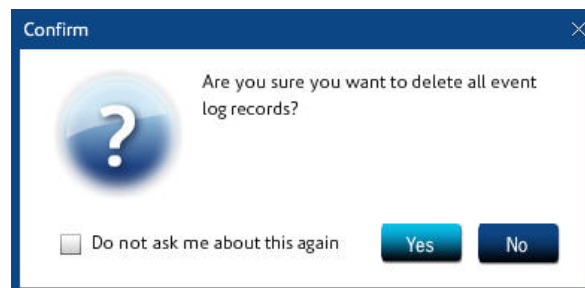 Confirm
Are you sure you want to delete all event
log records?
?
Do not ask me about this again
Yes
No